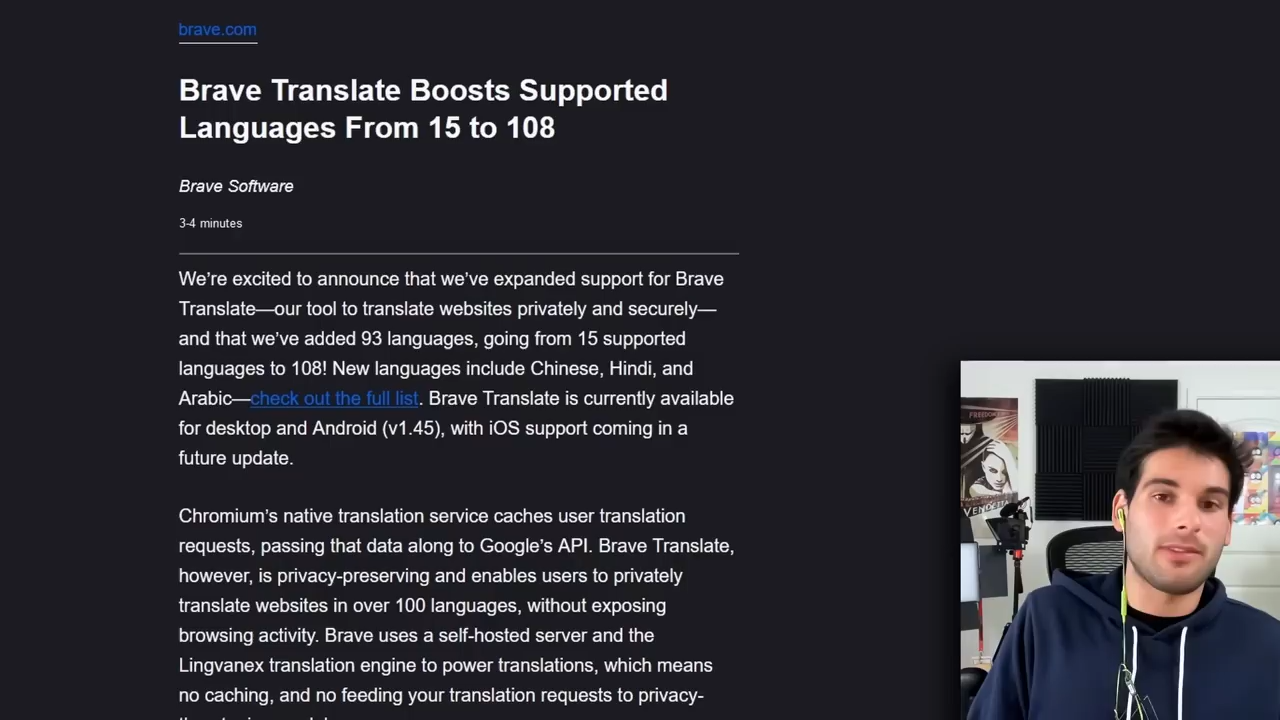 brave.com
Brave Translate Boosts Supported
Languages From 15 to 108
Brave Software
3-4 minutes
We’re excited to announce that we’ve expanded support for Brave
Translate—our tool to translate websites privately and securely—
and that we’ve added 93 languages, going from 15 supported
languages to 108! New languages include Chinese, Hindi, and
Arabic—check out the full list. Brave Translate is currently available
for desktop and Android (v1.45), with iOS support coming in a
future update.
Chromium’s native translation service caches user translation
requests, passing that data along to Google’s API. Brave Translate,
however, is privacy-preserving and enables users to privately
translate websites in over 100 languages, without exposing
browsing activity. Brave uses a self-hosted server and the
Lingvanex translation engine to power translations, which means
no caching, and no feeding your translation requests to privacy-
FREEDOM
VENDETTA